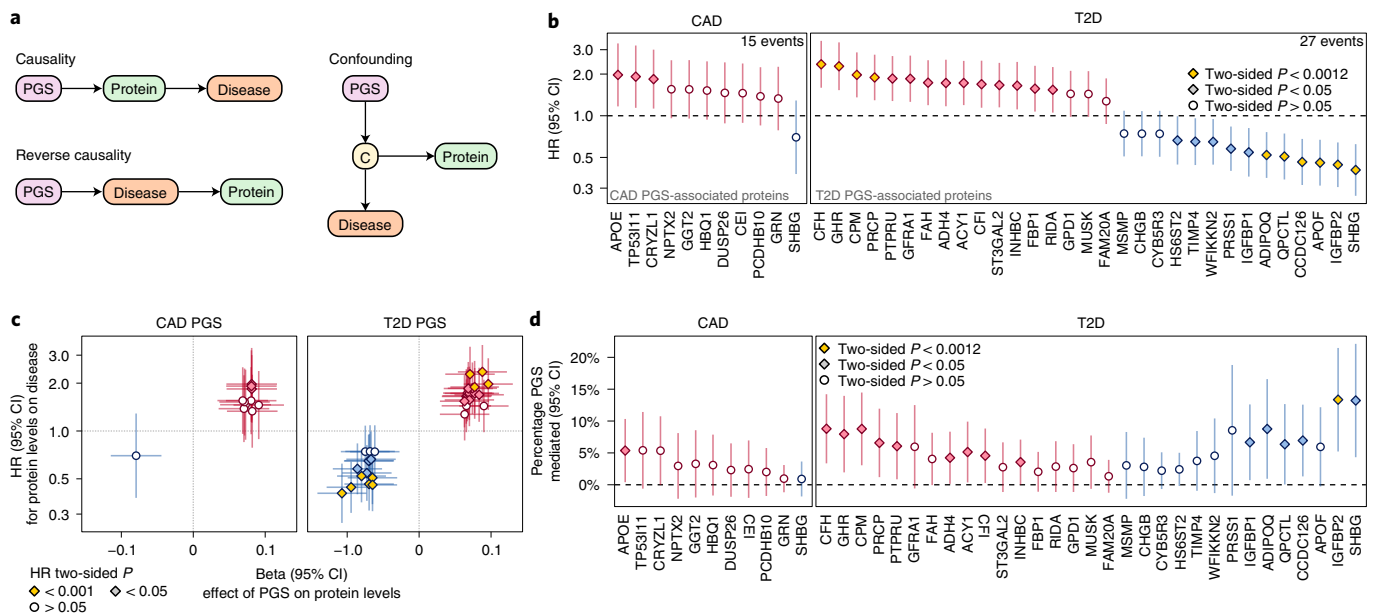 a
Causality
PGS
Protein
Disease
Reverse causality
PGS
Disease
Protein
Confounding
PGS
C
Protein
Disease
b
CAD
T2D
HR (95% CI)
3.0
2.0
1.0
0.5
0.3
15 events
27 events
Two-sided P < 0.0012
Two-sided P < 0.05
Two-sided P > 0.05
CAD PGS-associated proteins
T2D PGS-associated proteins
APOE
TP53I11
CRYZL1
NPTX2
GGT2
HBQ1
DUSP26
CEI
PCDHB10
GRN
SHBG
CFH
GHR
CPM
PRCP
PTPRU
GFRA1
FAH
ADH4
ACY1
CFI
ST3GAL2
INHBC
FBP1
RIDA
GPD1
MUSK
FAM20A
MSMP
CHGB
CYB5R3
HS6ST2
TIMP4
WFIKKN2
PRSS1
IGFBP1
ADIPOQ
QPCTL
CCDC126
APOF
IGFBP2
SHBG
c
CAD PGS
T2D PGS
HR (95% CI)
for protein levels on disease
3.0
2.0
1.0
0.5
0.3
−0.1
0
0.1
−1.0
0
0.1
Beta (95% CI)
effect of PGS on protein levels
HR two-sided P
< 0.001
< 0.05
> 0.05
d
CAD
T2D
Percentage PGS
mediated (95% CI)
20%
15%
10%
5%
0%
Two-sided P < 0.0012
Two-sided P < 0.05
Two-sided P > 0.05
APOE
TP53I11
CRYZL1
NPTX2
GGT2
HBQ1
DUSP26
CEI
PCDHB10
GRN
SHBG
CFH
GHR
CPM
PRCP
PTPRU
GFRA1
FAH
ADH4
ACY1
CFI
ST3GAL2
INHBC
FBP1
RIDA
GPD1
MUSK
FAM20A
MSMP
CHGB
CYB5R3
HS6ST2
TIMP4
WFIKKN2
PRSS1
IGFBP1
ADIPOQ
QPCTL
CCDC126
APOF
IGFBP2
SHBG